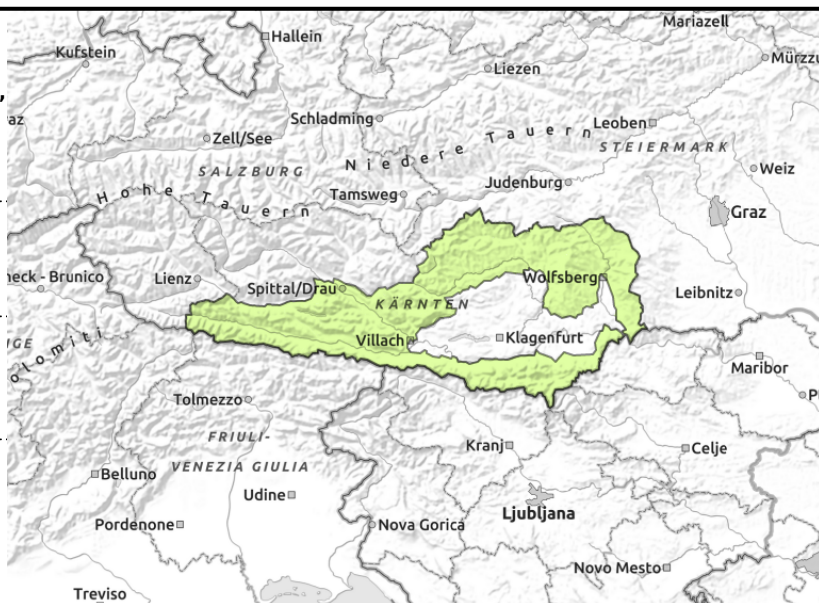 Mariazell
Hallein
Kufstein
Mürzzu
Liezen
,
az
Schladming
Leoben
Zell/See
Niedere Tauern
STEIERMARK
SALZBURG
Weiz
Hohe Tauern
Tamsweg
Judenburg
Graz
neck - Brunico
Lienz
Spittal/Drau
Wolfsberg
Leibnitz
KÄRNTEN
IGE
olomiti
Villach
Klagenfurt
Maribor
Tolmezzo
P
FRIULI-
VENEZIA GIULIA
Kranj
Celje
Belluno
Udine
Ljubljana
Pordenone
Nova Gorica
Novo Mesto
Treviso